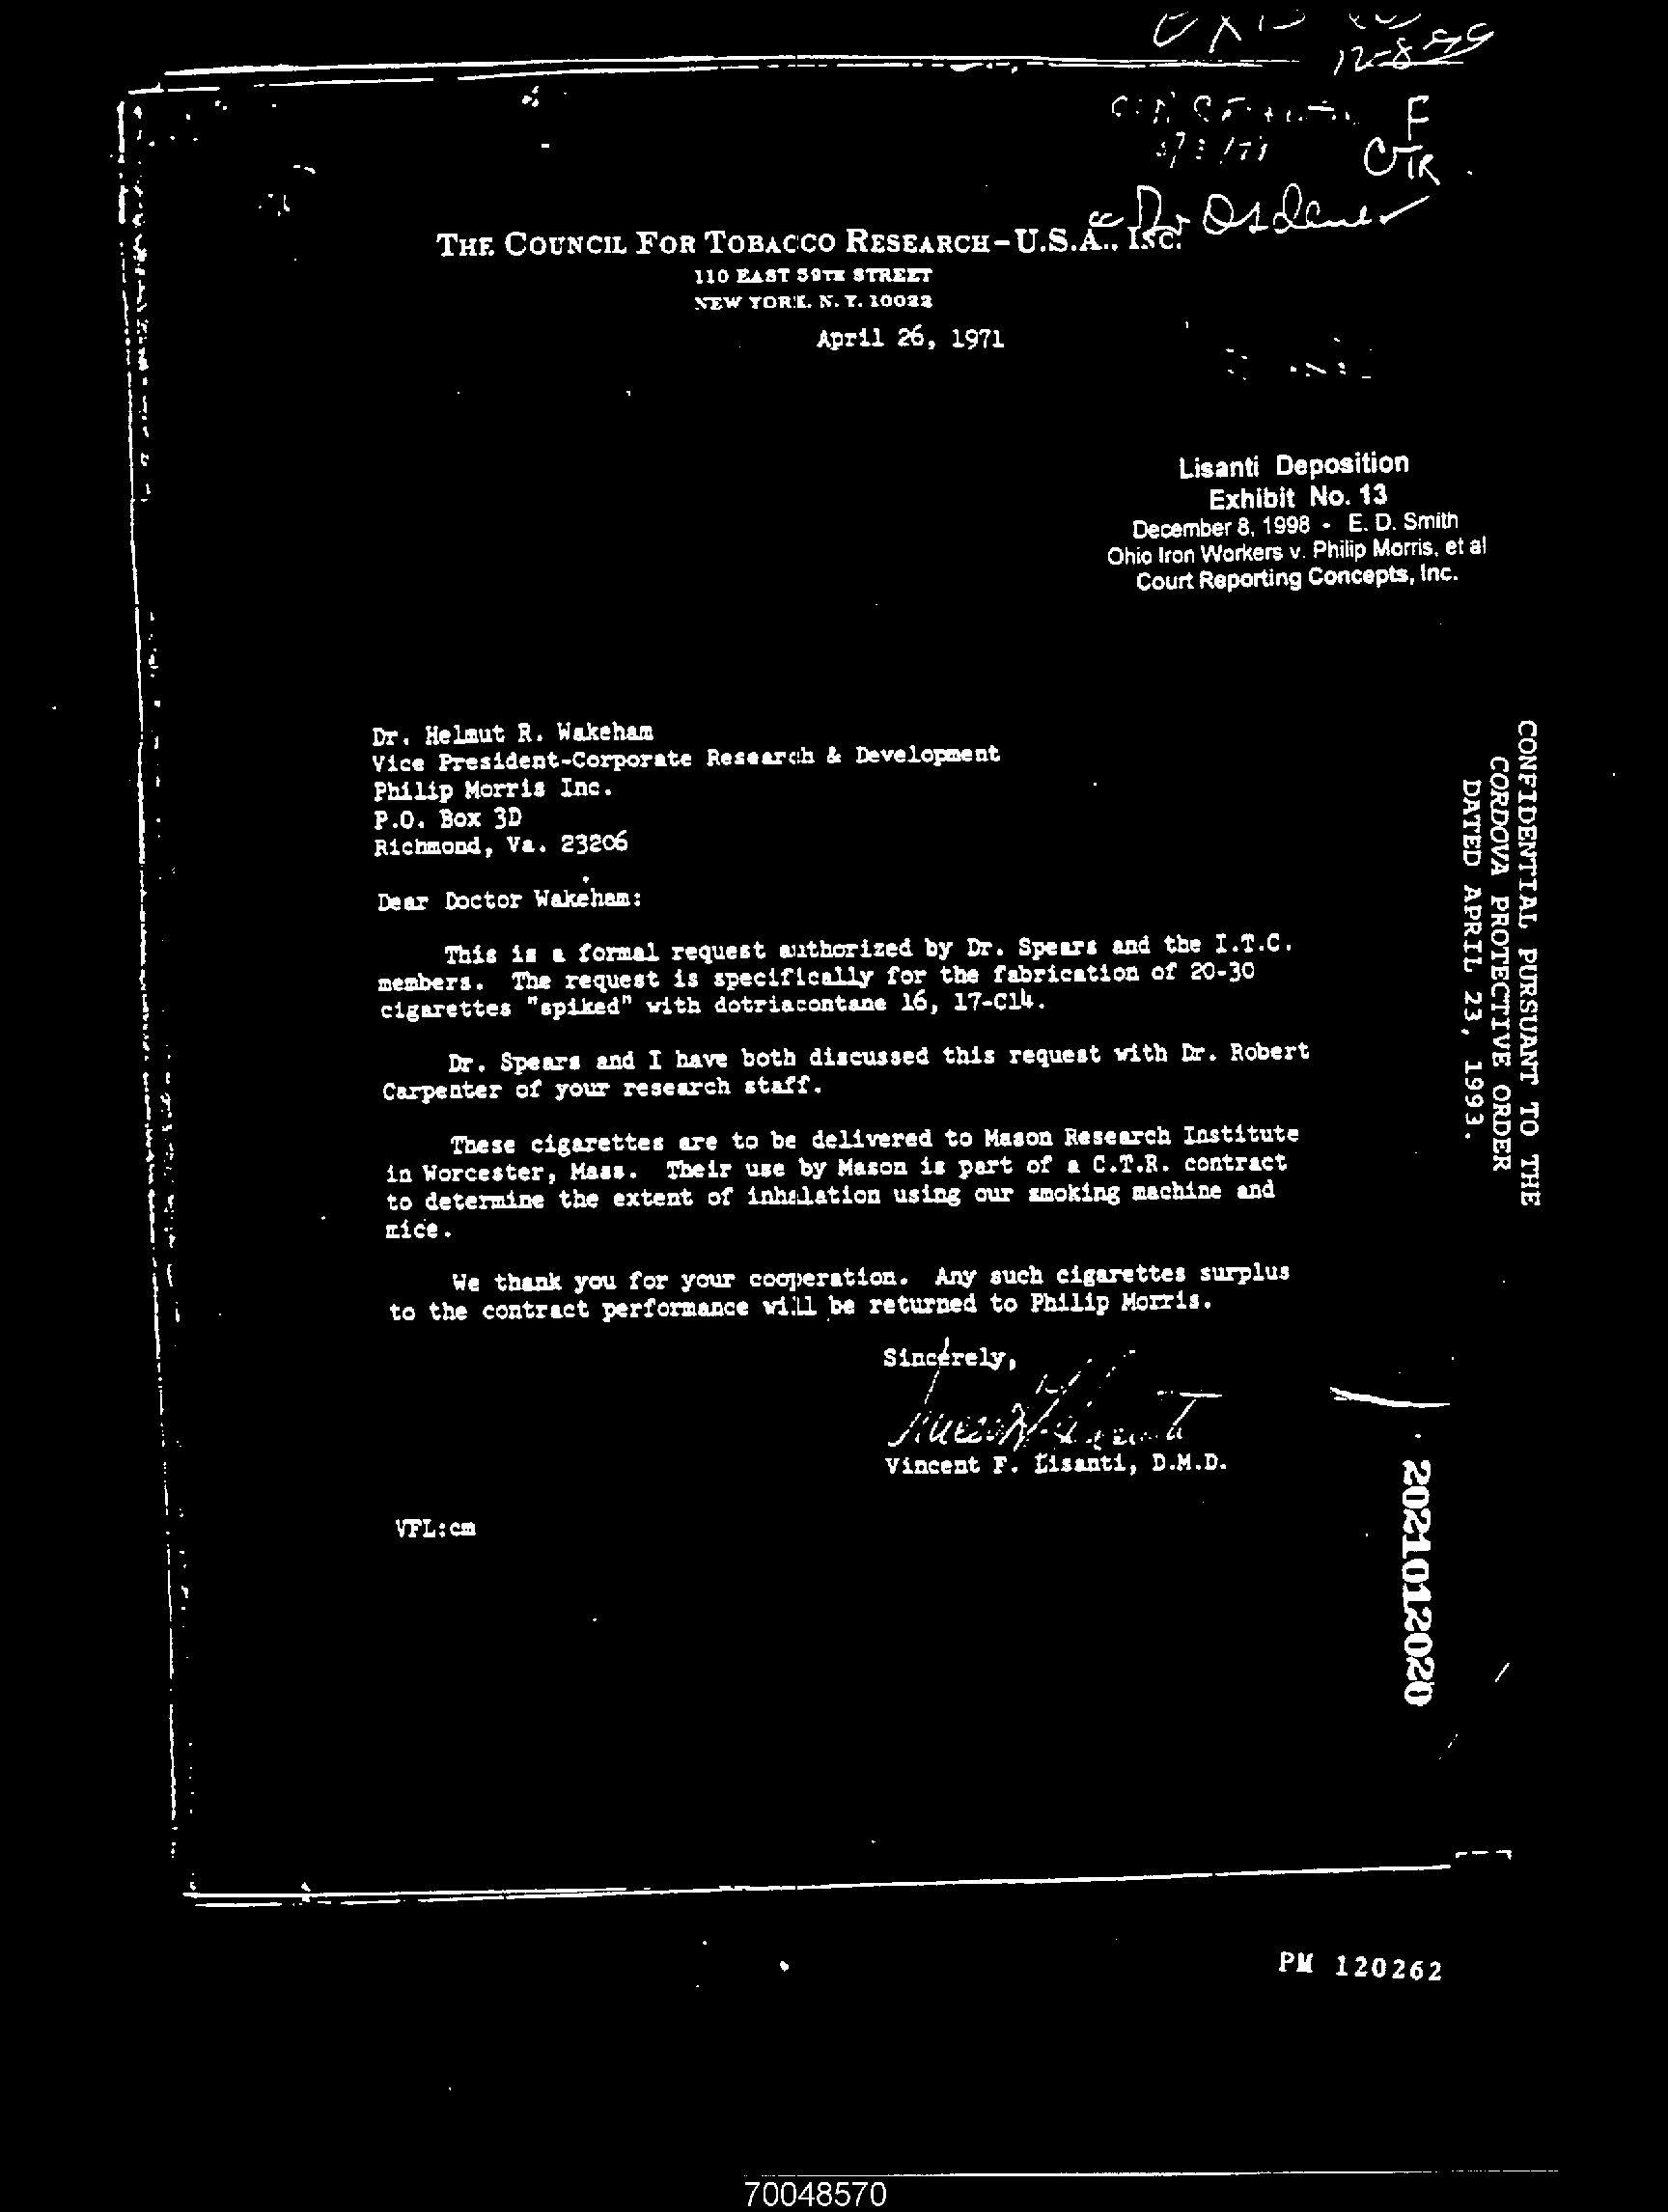 12-8
F
CTR
Dr Osdene
THE COUNCIL FOR TOBACCO RESEARCH-U.S.A., INC.
110 EAST 59TH STREET
NEW YORK, N. Y. 10022
April 26, 1971
Lisanti Deposition
Exhibit No. 13
December 8, 1998 - E. D. Smith
Ohio Iron Workers v. Philip Morris, et al
Court Reporting Concepts, Inc.
Dr. Helmut R. Wakeham
Vice President-Corporate Research & Development
Philip Morris Inc.
P.O. Box 3D
Richmond, Va. 23206
Dear Doctor Wakeham:
This is a formal request authorized by Dr. Spears and the I.T.C.
members. The request is specifically for the fabrication of 20-30
cigarettes "spiked" with dotriacontane 16, 17-C14.
Dr. Spears and I have both discussed this request with Dr. Robert
Carpenter of your research staff.
These cigarettes are to be delivered to Mason Research Institute
in Worcester, Mass. Their use by Mason is part of a C.T.R. contract
to determine the extent of inhalation using our smoking machine and
mice.
We thank you for your cooperation. Any such cigarettes surplus
to the contract performance will be returned to Philip Morris.
Sincerely,
Vincent F. Lisanti, D.M.D.
VFL:cm
CONFIDENTIAL PURSUANT TO THE
CORDOVA PROTECTIVE ORDER
DATED APRIL 23, 1993.
2021012020
PM 120262
70048570